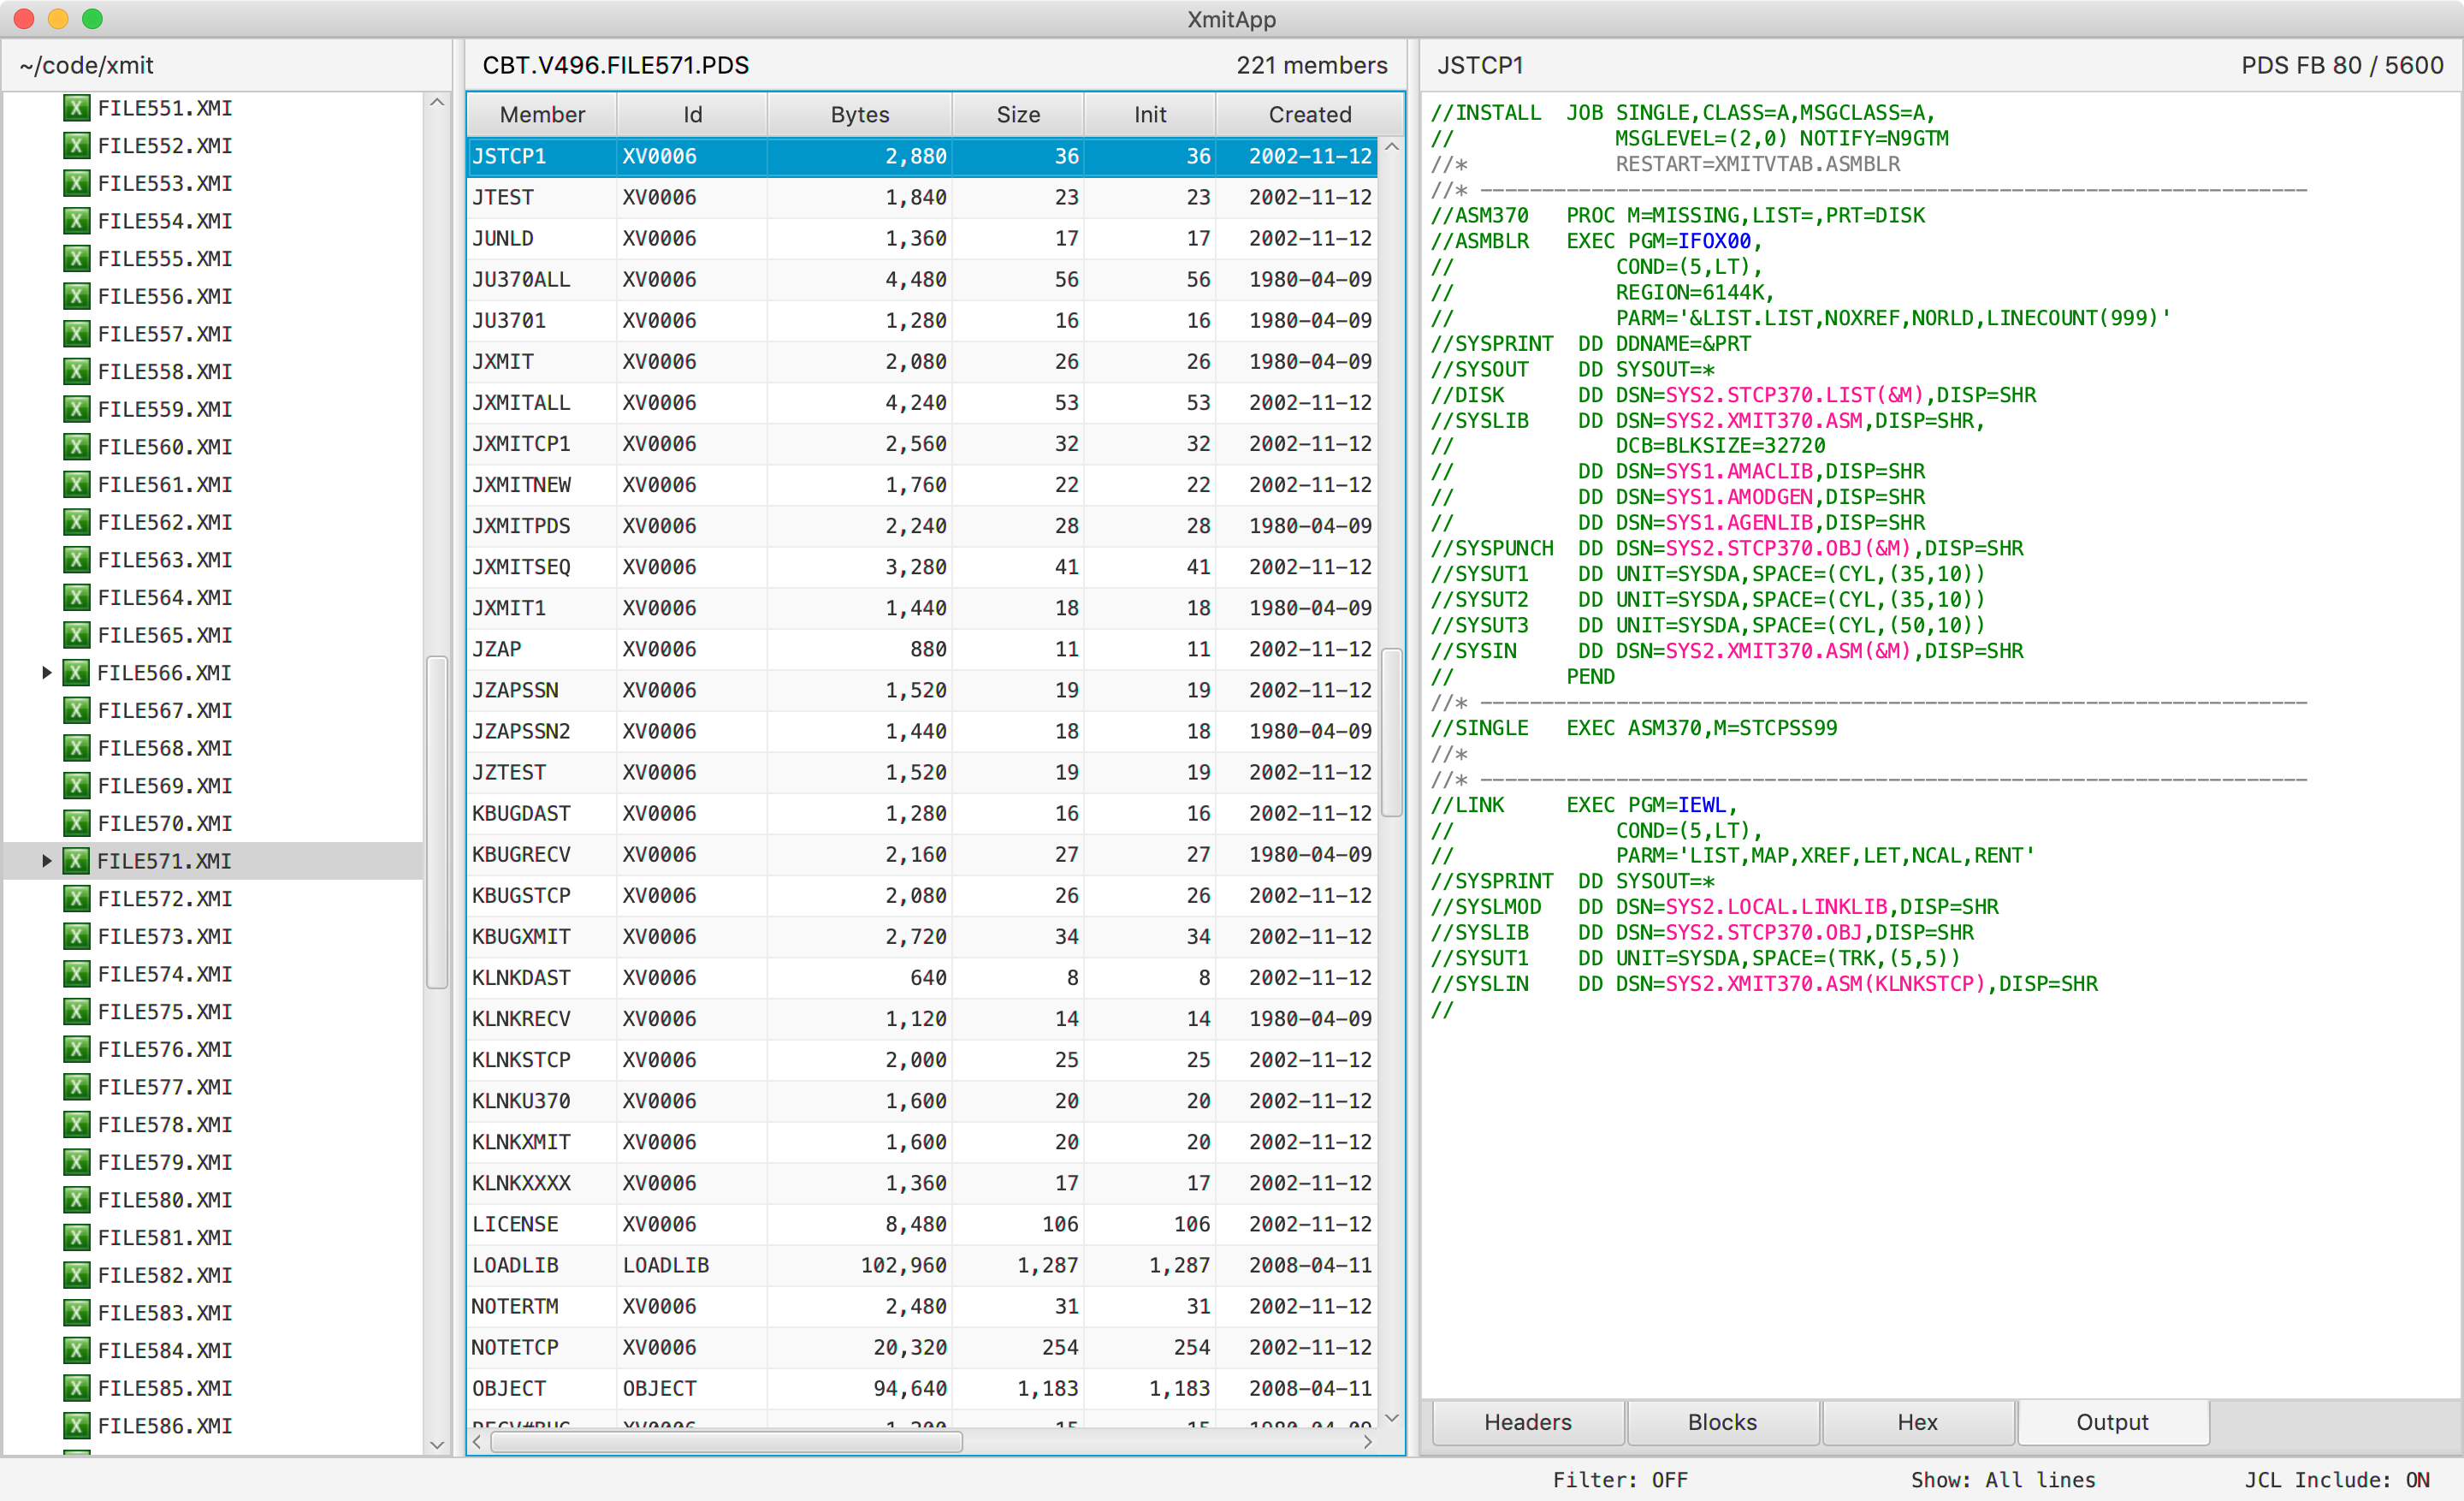 XmitApp
~/code/xmit
FILE551.XMI
FILE552.XMI
FILE553.XMI
FILE554.XMI
FILE555.XMI
FILE556.XMI
FILE557.XMI
FILE558.XMI
FILE559.XMI
FILE560.XMI
FILE561.XMI
FILE562.XMI
FILE563.XMI
FILE564.XMI
FILE565.XMI
FILE566.XMI
FILE567.XMI
FILE568.XMI
FILE569.XMI
FILE570.XMI
FILE571.XMI
FILE572.XMI
FILE573.XMI
FILE574.XMI
FILE575.XMI
FILE576.XMI
FILE577.XMI
FILE578.XMI
FILE579.XMI
FILE580.XMI
FILE581.XMI
FILE582.XMI
FILE583.XMI
FILE584.XMI
FILE585.XMI
FILE586.XMI
CBT.V496.FILE571.PDS 221 members
Member Id Bytes Size Init Created
JSTCP1 XV0006 2,880 36 36 2002-11-12
JTEST XV0006 1,840 23 23 2002-11-12
JUNLD XV0006 1,360 17 17 2002-11-12
JU370ALL XV0006 4,480 56 56 1980-04-09
JU3701 XV0006 1,280 16 16 1980-04-09
JXMIT XV0006 2,080 26 26 1980-04-09
JXMITALL XV0006 4,240 53 53 2002-11-12
JXMITCP1 XV0006 2,560 32 32 2002-11-12
JXMITNEW XV0006 1,760 22 22 2002-11-12
JXMITPDS XV0006 2,240 28 28 1980-04-09
JXMITSEQ XV0006 3,280 41 41 2002-11-12
JXMIT1 XV0006 1,440 18 18 1980-04-09
JZAP XV0006 880 11 11 2002-11-12
JZAPSSN XV0006 1,520 19 19 2002-11-12
JZAPSSN2 XV0006 1,440 18 18 1980-04-09
JZTEST XV0006 1,520 19 19 2002-11-12
KBUGDAST XV0006 1,280 16 16 2002-11-12
KBUGRECV XV0006 2,160 27 27 1980-04-09
KBUGSTCP XV0006 2,080 26 26 2002-11-12
KBUGXMIT XV0006 2,720 34 34 2002-11-12
KLNKDAST XV0006 640 8 8 2002-11-12
KLNKRECV XV0006 1,120 14 14 1980-04-09
KLNKSTCP XV0006 2,000 25 25 2002-11-12
KLNKU370 XV0006 1,600 20 20 2002-11-12
KLNKXMIT XV0006 1,600 20 20 2002-11-12
KLNKXXXX XV0006 1,360 17 17 2002-11-12
LICENSE XV0006 8,480 106 106 2002-11-12
LOADLIB LOADLIB 102,960 1,287 1,287 2008-04-11
NOTERTM XV0006 2,480 31 31 2002-11-12
NOTETCP XV0006 20,320 254 254 2002-11-12
OBJECT OBJECT 94,640 1,183 1,183 2008-04-11
JSTCP1 PDS FB 80 / 5600
//INSTALL  JOB SINGLE,CLASS=A,MSGCLASS=A,
//             MSGLEVEL=(2,0) NOTIFY=N9GTM
//*            RESTART=XMITVTAB.ASMBLR
//* -------------------------------------------------------------------
//ASM370   PROC M=MISSING,LIST=,PRT=DISK
//ASMBLR   EXEC PGM=IFOX00,
//             COND=(5,LT),
//             REGION=6144K,
//             PARM='&LIST.LIST,NOXREF,NORLD,LINECOUNT(999)'
//SYSPRINT  DD DDNAME=&PRT
//SYSOUT    DD SYSOUT=*
//DISK      DD DSN=SYS2.STCP370.LIST(&M),DISP=SHR
//SYSLIB    DD DSN=SYS2.XMIT370.ASM,DISP=SHR,
//             DCB=BLKSIZE=32720
//          DD DSN=SYS1.AMACLIB,DISP=SHR
//          DD DSN=SYS1.AMODGEN,DISP=SHR
//          DD DSN=SYS1.AGENLIB,DISP=SHR
//SYSPUNCH  DD DSN=SYS2.STCP370.OBJ(&M),DISP=SHR
//SYSUT1    DD UNIT=SYSDA,SPACE=(CYL,(35,10))
//SYSUT2    DD UNIT=SYSDA,SPACE=(CYL,(35,10))
//SYSUT3    DD UNIT=SYSDA,SPACE=(CYL,(50,10))
//SYSIN     DD DSN=SYS2.XMIT370.ASM(&M),DISP=SHR
//         PEND
//* -------------------------------------------------------------------
//SINGLE   EXEC ASM370,M=STCPSS99
//*
//* -------------------------------------------------------------------
//LINK     EXEC PGM=IEWL,
//             COND=(5,LT),
//             PARM='LIST,MAP,XREF,LET,NCAL,RENT'
//SYSPRINT  DD SYSOUT=*
//SYSLMOD   DD DSN=SYS2.LOCAL.LINKLIB,DISP=SHR
//SYSLIB    DD DSN=SYS2.STCP370.OBJ,DISP=SHR
//SYSUT1    DD UNIT=SYSDA,SPACE=(TRK,(5,5))
//SYSLIN    DD DSN=SYS2.XMIT370.ASM(KLNKSTCP),DISP=SHR
//
Headers Blocks Hex Output
Filter: OFF Show: All lines JCL Include: ON